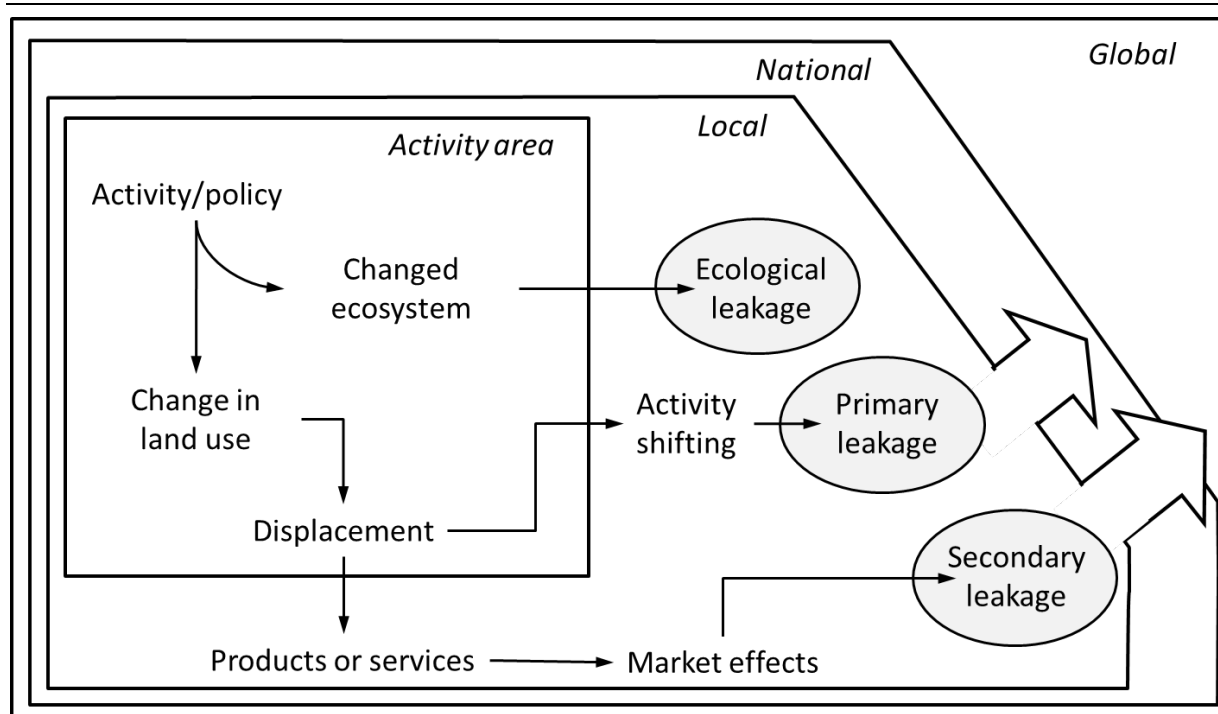 Global
National
Local
Activity area
Activity/policy
Changed
ecosystem
Ecological
leakage
Change in
land use
Activity
shifting
Primary
leakage
Displacement
Secondary
leakage
Products or services
Market effects